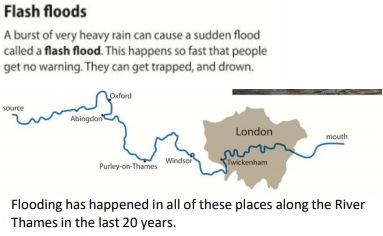 Flash floods
A burst of very heavy rain can cause a sudden flood
called a flash flood. This happens so fast that people
get no warning. They can get trapped, and drown.
Oxford
source
Abingdon
London
mouth
Purley-on-Thames
Windsor
Twickenham
Flooding has happened in all of these places along the River
Thames in the last 20 years.